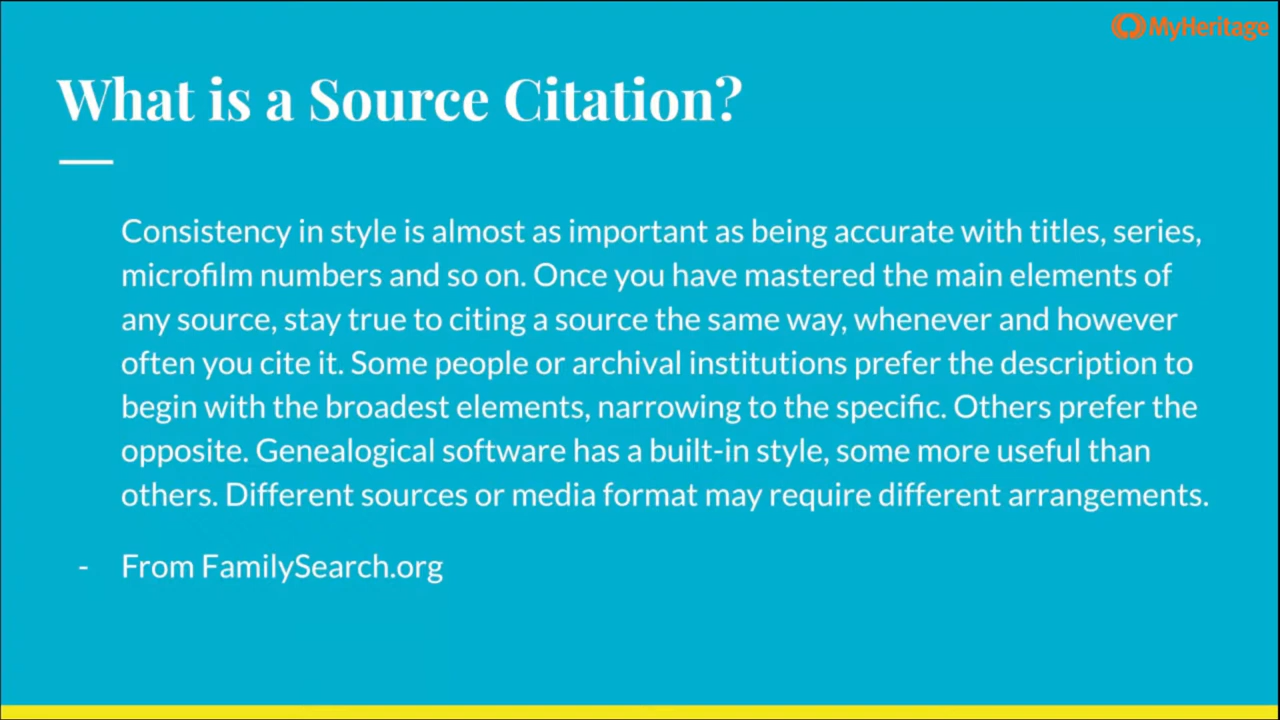 MyHeritage
What is a Source Citation?
Consistency in style is almost as important as being accurate with titles, series,
microfilm numbers and so on. Once you have mastered the main elements of
any source, stay true to citing a source the same way, whenever and however
often you cite it. Some people or archival institutions prefer the description to
begin with the broadest elements, narrowing to the specific. Others prefer the
opposite. Genealogical software has a built-in style, some more useful than
others. Different sources or media format may require different arrangements.
- From FamilySearch.org